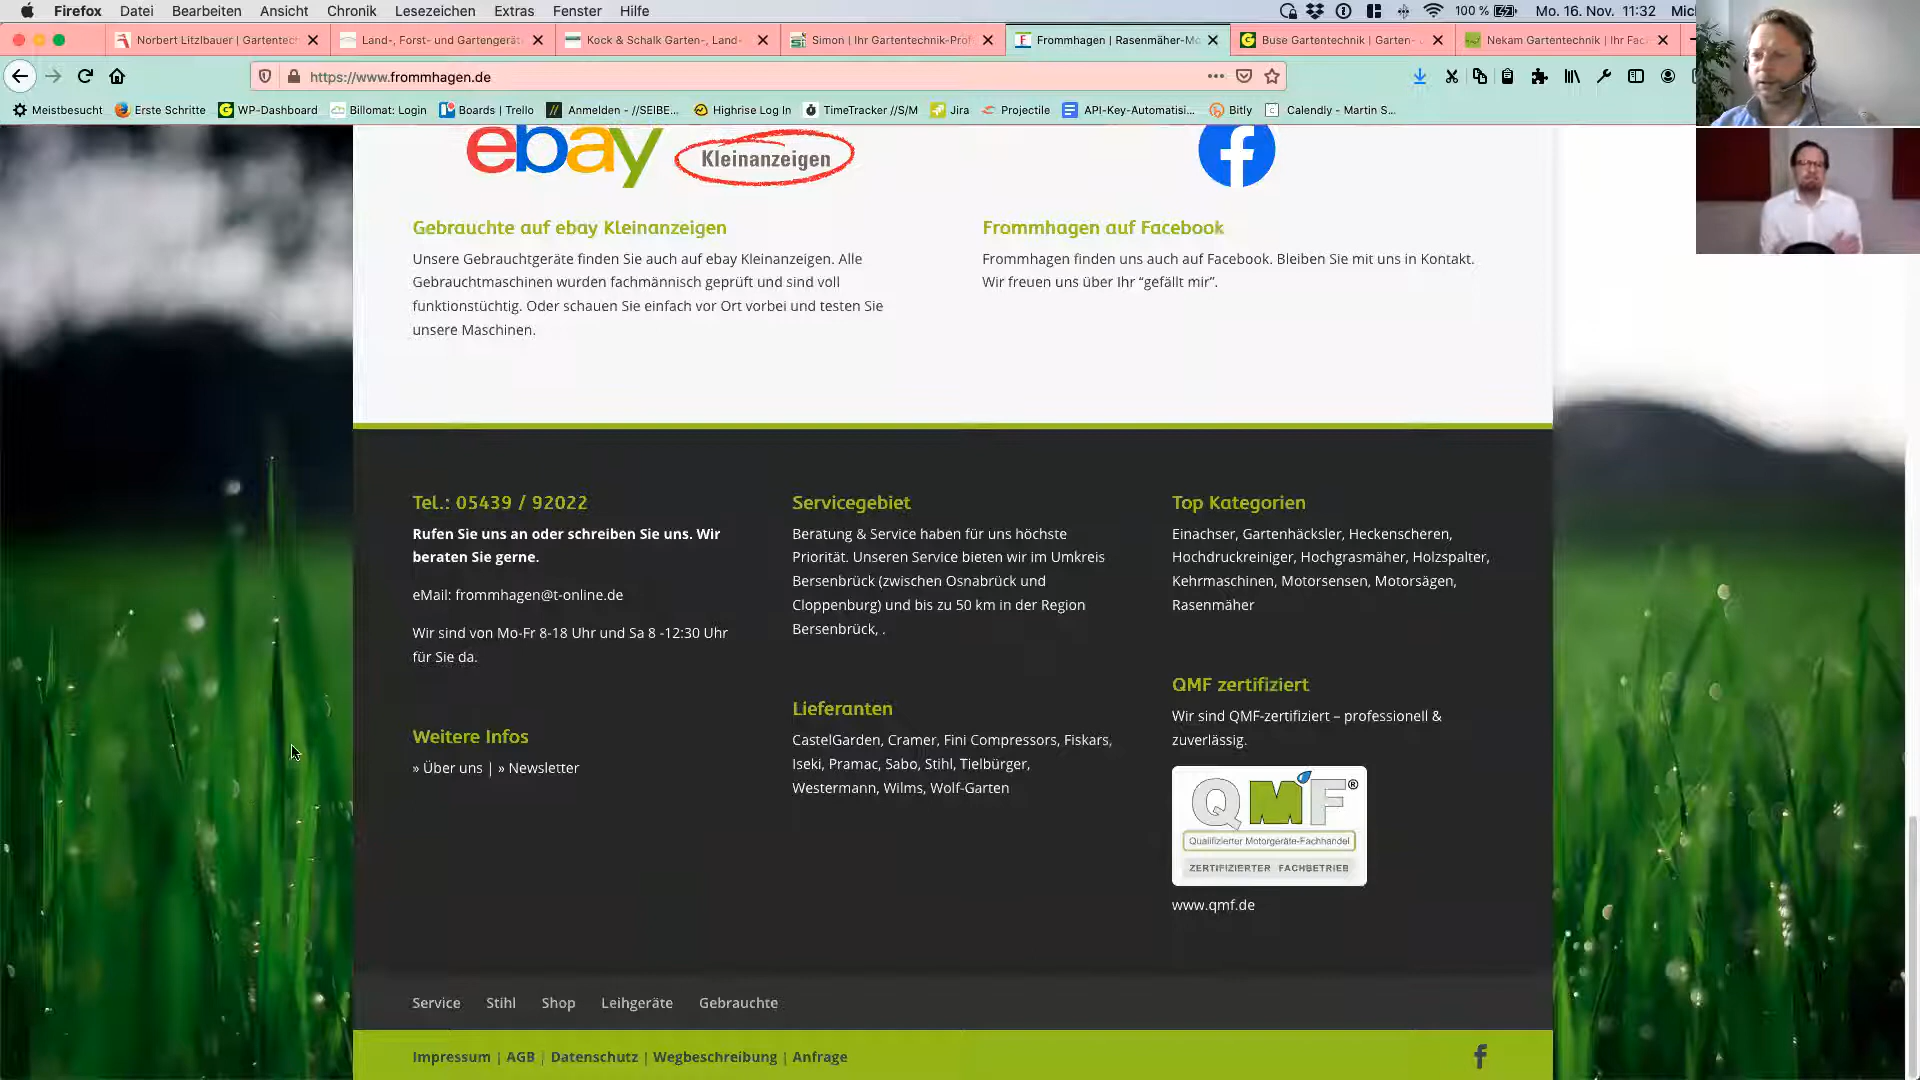 Firefox Datei Bearbeiten Ansicht Chronik Lesezeichen Extras Fenster Hilfe 100 % Mo. 16. Nov. 11:32
Norbert Litzlbauer | Gartentec
Land-, Forst- und Gartengerät
Kock & Schalk Garten-, Land-
Simon | Ihr Gartentechnik-Prof
Frommhagen | Rasenmäher-Mo
Buse Gartentechnik | Garten-
Nekam Gartentechnik | Ihr Fac
https://www.frommhagen.de
Meistbesucht Erste Schritte WP-Dashboard Billomat: Login Boards | Trello Anmelden - //SEIBE... Highrise Log In TimeTracker //S/M Jira Projectile API-Key-Automatisi... Bitly Calendly - Martin S...
ebay Kleinanzeigen
Gebrauchte auf ebay Kleinanzeigen
Unsere Gebrauchtgeräte finden Sie auch auf ebay Kleinanzeigen. Alle
Gebrauchtmaschinen wurden fachmännisch geprüft und sind voll
funktionstüchtig. Oder schauen Sie einfach vor Ort vorbei und testen Sie
unsere Maschinen.
Frommhagen auf Facebook
Frommhagen finden uns auch auf Facebook. Bleiben Sie mit uns in Kontakt.
Wir freuen uns über Ihr “gefällt mir”.
Tel.: 05439 / 92022
Rufen Sie uns an oder schreiben Sie uns. Wir
beraten Sie gerne.
eMail: frommhagen@t-online.de
Wir sind von Mo-Fr 8-18 Uhr und Sa 8 -12:30 Uhr
für Sie da.
Weitere Infos
» Über uns | » Newsletter
Servicegebiet
Beratung & Service haben für uns höchste
Priorität. Unseren Service bieten wir im Umkreis
Bersenbrück (zwischen Osnabrück und
Cloppenburg) und bis zu 50 km in der Region
Bersenbrück, .
Lieferanten
CastelGarden, Cramer, Fini Compressors, Fiskars,
Iseki, Pramac, Sabo, Stihl, Tielbürger,
Westermann, Wilms, Wolf-Garten
Top Kategorien
Einachser, Gartenhäcksler, Heckenscheren,
Hochdruckreiniger, Hochgrasmäher, Holzspalter,
Kehrmaschinen, Motorsensen, Motorsägen,
Rasenmäher
QMF zertifiziert
Wir sind QMF-zertifiziert – professionell &
zuverlässig.
QMF®
Qualifizierter Motorgeräte-Fachhandel
ZERTIFIZIERTER FACHBETRIEB
www.qmf.de
Service Stihl Shop Leihgeräte Gebrauchte
Impressum | AGB | Datenschutz | Wegbeschreibung | Anfrage